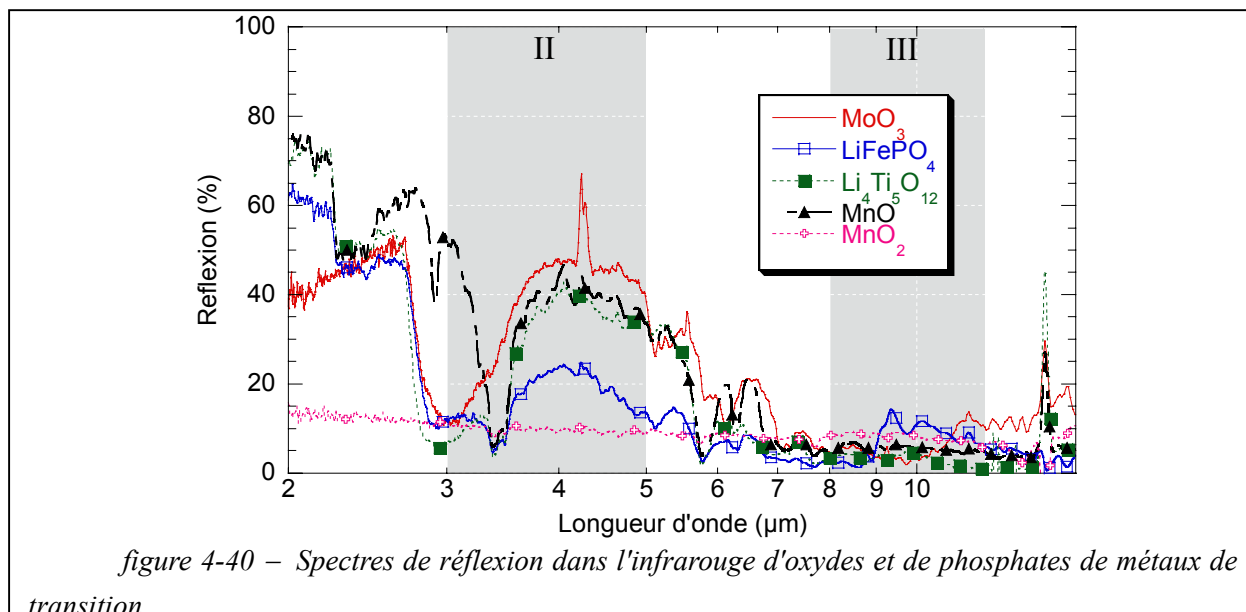 100
80
60
40
20
0
Reflexion (%)
II
III
MoO3
LiFePO4
Li4Ti5O12
MnO
MnO2
2 3 4 5 6 7 8 9 10
Longueur d'onde (µm)
figure 4-40 – Spectres de réflexion dans l'infrarouge d'oxydes et de phosphates de métaux de
transition